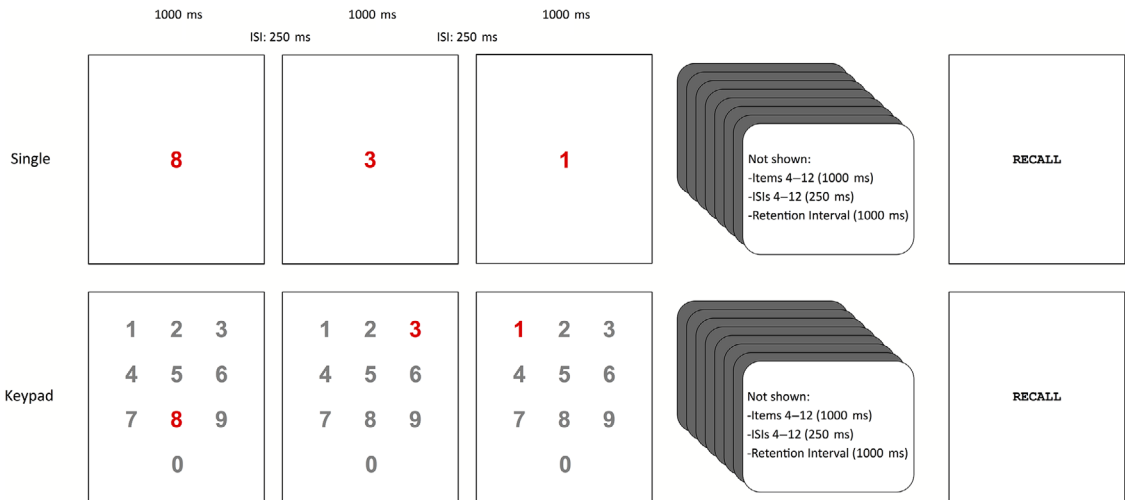 1000 ms 1000 ms 1000 ms
ISI: 250 ms ISI: 250 ms
Single
8
3
1
Not shown:
-Items 4–12 (1000 ms)
-ISIs 4–12 (250 ms)
-Retention Interval (1000 ms)
RECALL
Keypad
1 2 3
4 5 6
7 8 9
0
1 2 3
4 5 6
7 8 9
0
1 2 3
4 5 6
7 8 9
0
Not shown:
-Items 4–12 (1000 ms)
-ISIs 4–12 (250 ms)
-Retention Interval (1000 ms)
RECALL